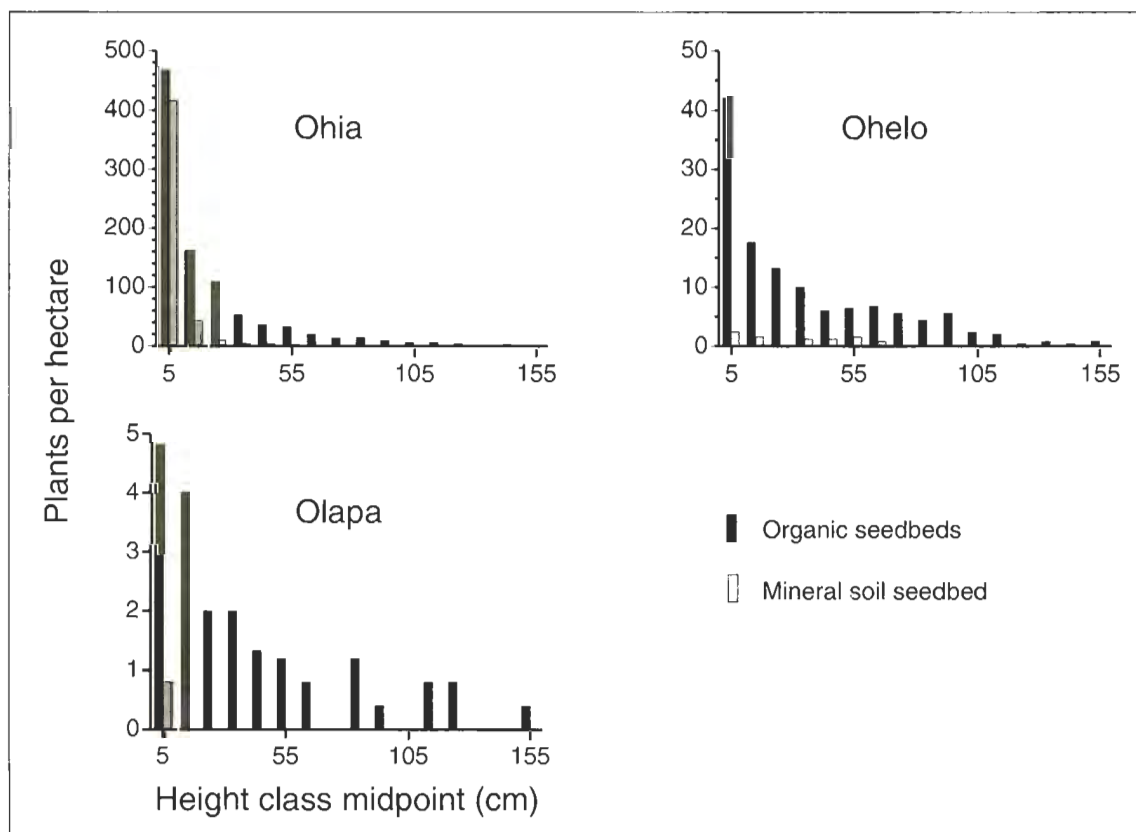 Plants per hectare
500
400
300
200
100
0
Ohia
5 55 105 155
50
40
30
20
10
0
Ohelo
5 55 105 155
5
4
3
2
1
0
Olapa
5 55 105 155
Height class midpoint (cm)
Organic seedbeds
Mineral soil seedbed